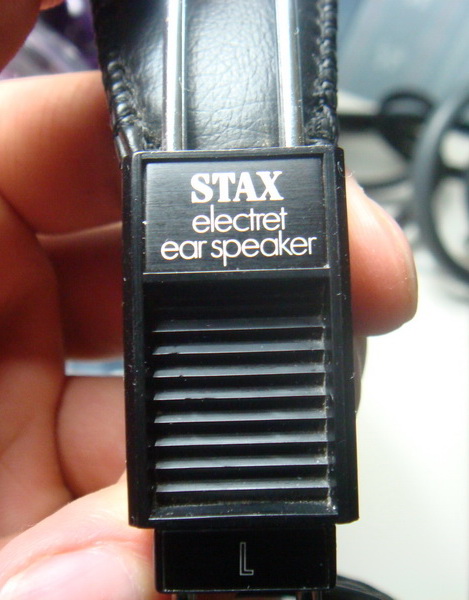 STAX
electret
ear speaker
L